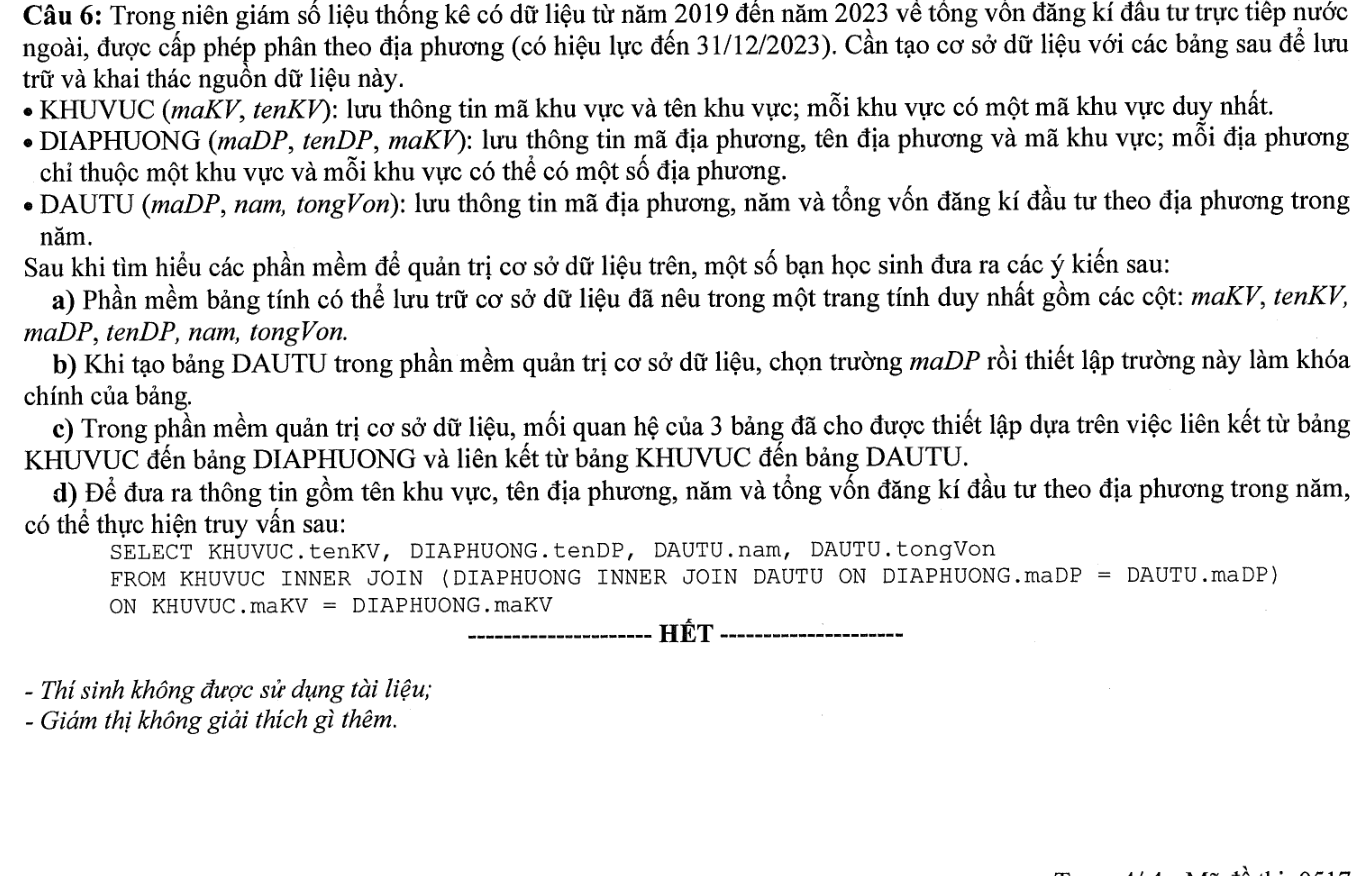 Câu 6: Trong niên giám số liệu thống kê có dữ liệu từ năm 2019 đến năm 2023 về tổng vốn đăng kí đầu tư trực tiếp nước
ngoài, được cấp phép phân theo địa phương (có hiệu lực đến 31/12/2023). Cần tạo cơ sở dữ liệu với các bảng sau để lưu
trữ và khai thác nguồn dữ liệu này.
• KHUVUC (maKV, tenKV): lưu thông tin mã khu vực và tên khu vực; mỗi khu vực có một mã khu vực duy nhất.
• DIAPHUONG (maDP, tenDP, maKV): lưu thông tin mã địa phương, tên địa phương và mã khu vực; mỗi địa phương
chỉ thuộc một khu vực và mỗi khu vực có thể có một số địa phương.
• DAUTU (maDP, nam, tongVon): lưu thông tin mã địa phương, năm và tổng vốn đăng kí đầu tư theo địa phương trong
năm.
Sau khi tìm hiểu các phần mềm để quản trị cơ sở dữ liệu trên, một số bạn học sinh đưa ra các ý kiến sau:
a) Phần mềm bảng tính có thể lưu trữ cơ sở dữ liệu đã nêu trong một trang tính duy nhất gồm các cột: maKV, tenKV,
maDP, tenDP, nam, tongVon.
b) Khi tạo bảng DAUTU trong phần mềm quản trị cơ sở dữ liệu, chọn trường maDP rồi thiết lập trường này làm khóa
chính của bảng.
c) Trong phần mềm quản trị cơ sở dữ liệu, mối quan hệ của 3 bảng đã cho được thiết lập dựa trên việc liên kết từ bảng
KHUVUC đến bảng DIAPHUONG và liên kết từ bảng KHUVUC đến bảng DAUTU.
d) Để đưa ra thông tin gồm tên khu vực, tên địa phương, năm và tổng vốn đăng kí đầu tư theo địa phương trong năm,
có thể thực hiện truy vấn sau:
SELECT KHUVUC.tenKV, DIAPHUONG.tenDP, DAUTU.nam, DAUTU.tongVon
FROM KHUVUC INNER JOIN (DIAPHUONG INNER JOIN DAUTU ON DIAPHUONG.maDP = DAUTU.maDP)
ON KHUVUC.maKV = DIAPHUONG.maKV
--------------------- HẾT ---------------------
- Thí sinh không được sử dụng tài liệu;
- Giám thị không giải thích gì thêm.